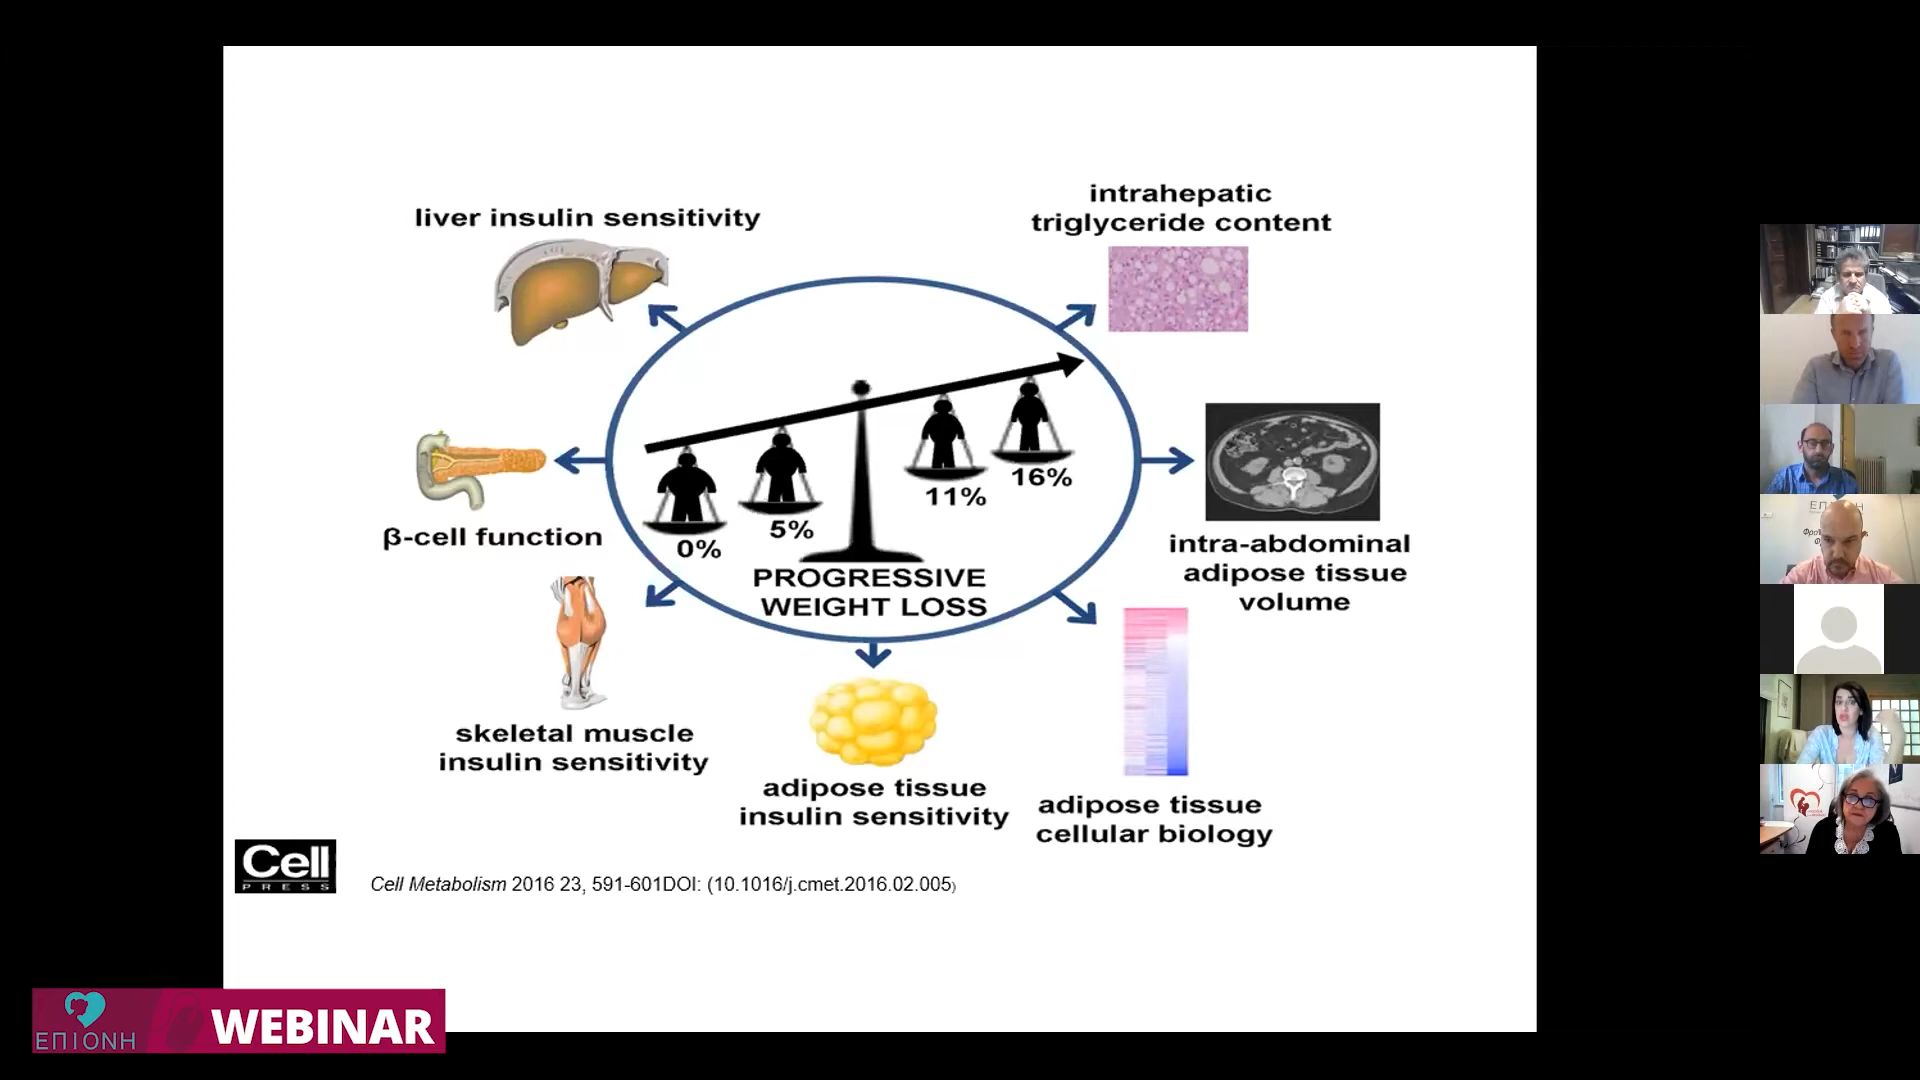 liver insulin sensitivity
intrahepatic
triglyceride content
β-cell function
0%
5%
11%
16%
PROGRESSIVE
WEIGHT LOSS
intra-abdominal
adipose tissue
volume
skeletal muscle
insulin sensitivity
adipose tissue
insulin sensitivity
adipose tissue
cellular biology
Cell
PRESS
Cell Metabolism 2016 23, 591-601DOI: (10.1016/j.cmet.2016.02.005)
ΕΠΙΟΝΗ
WEBINAR